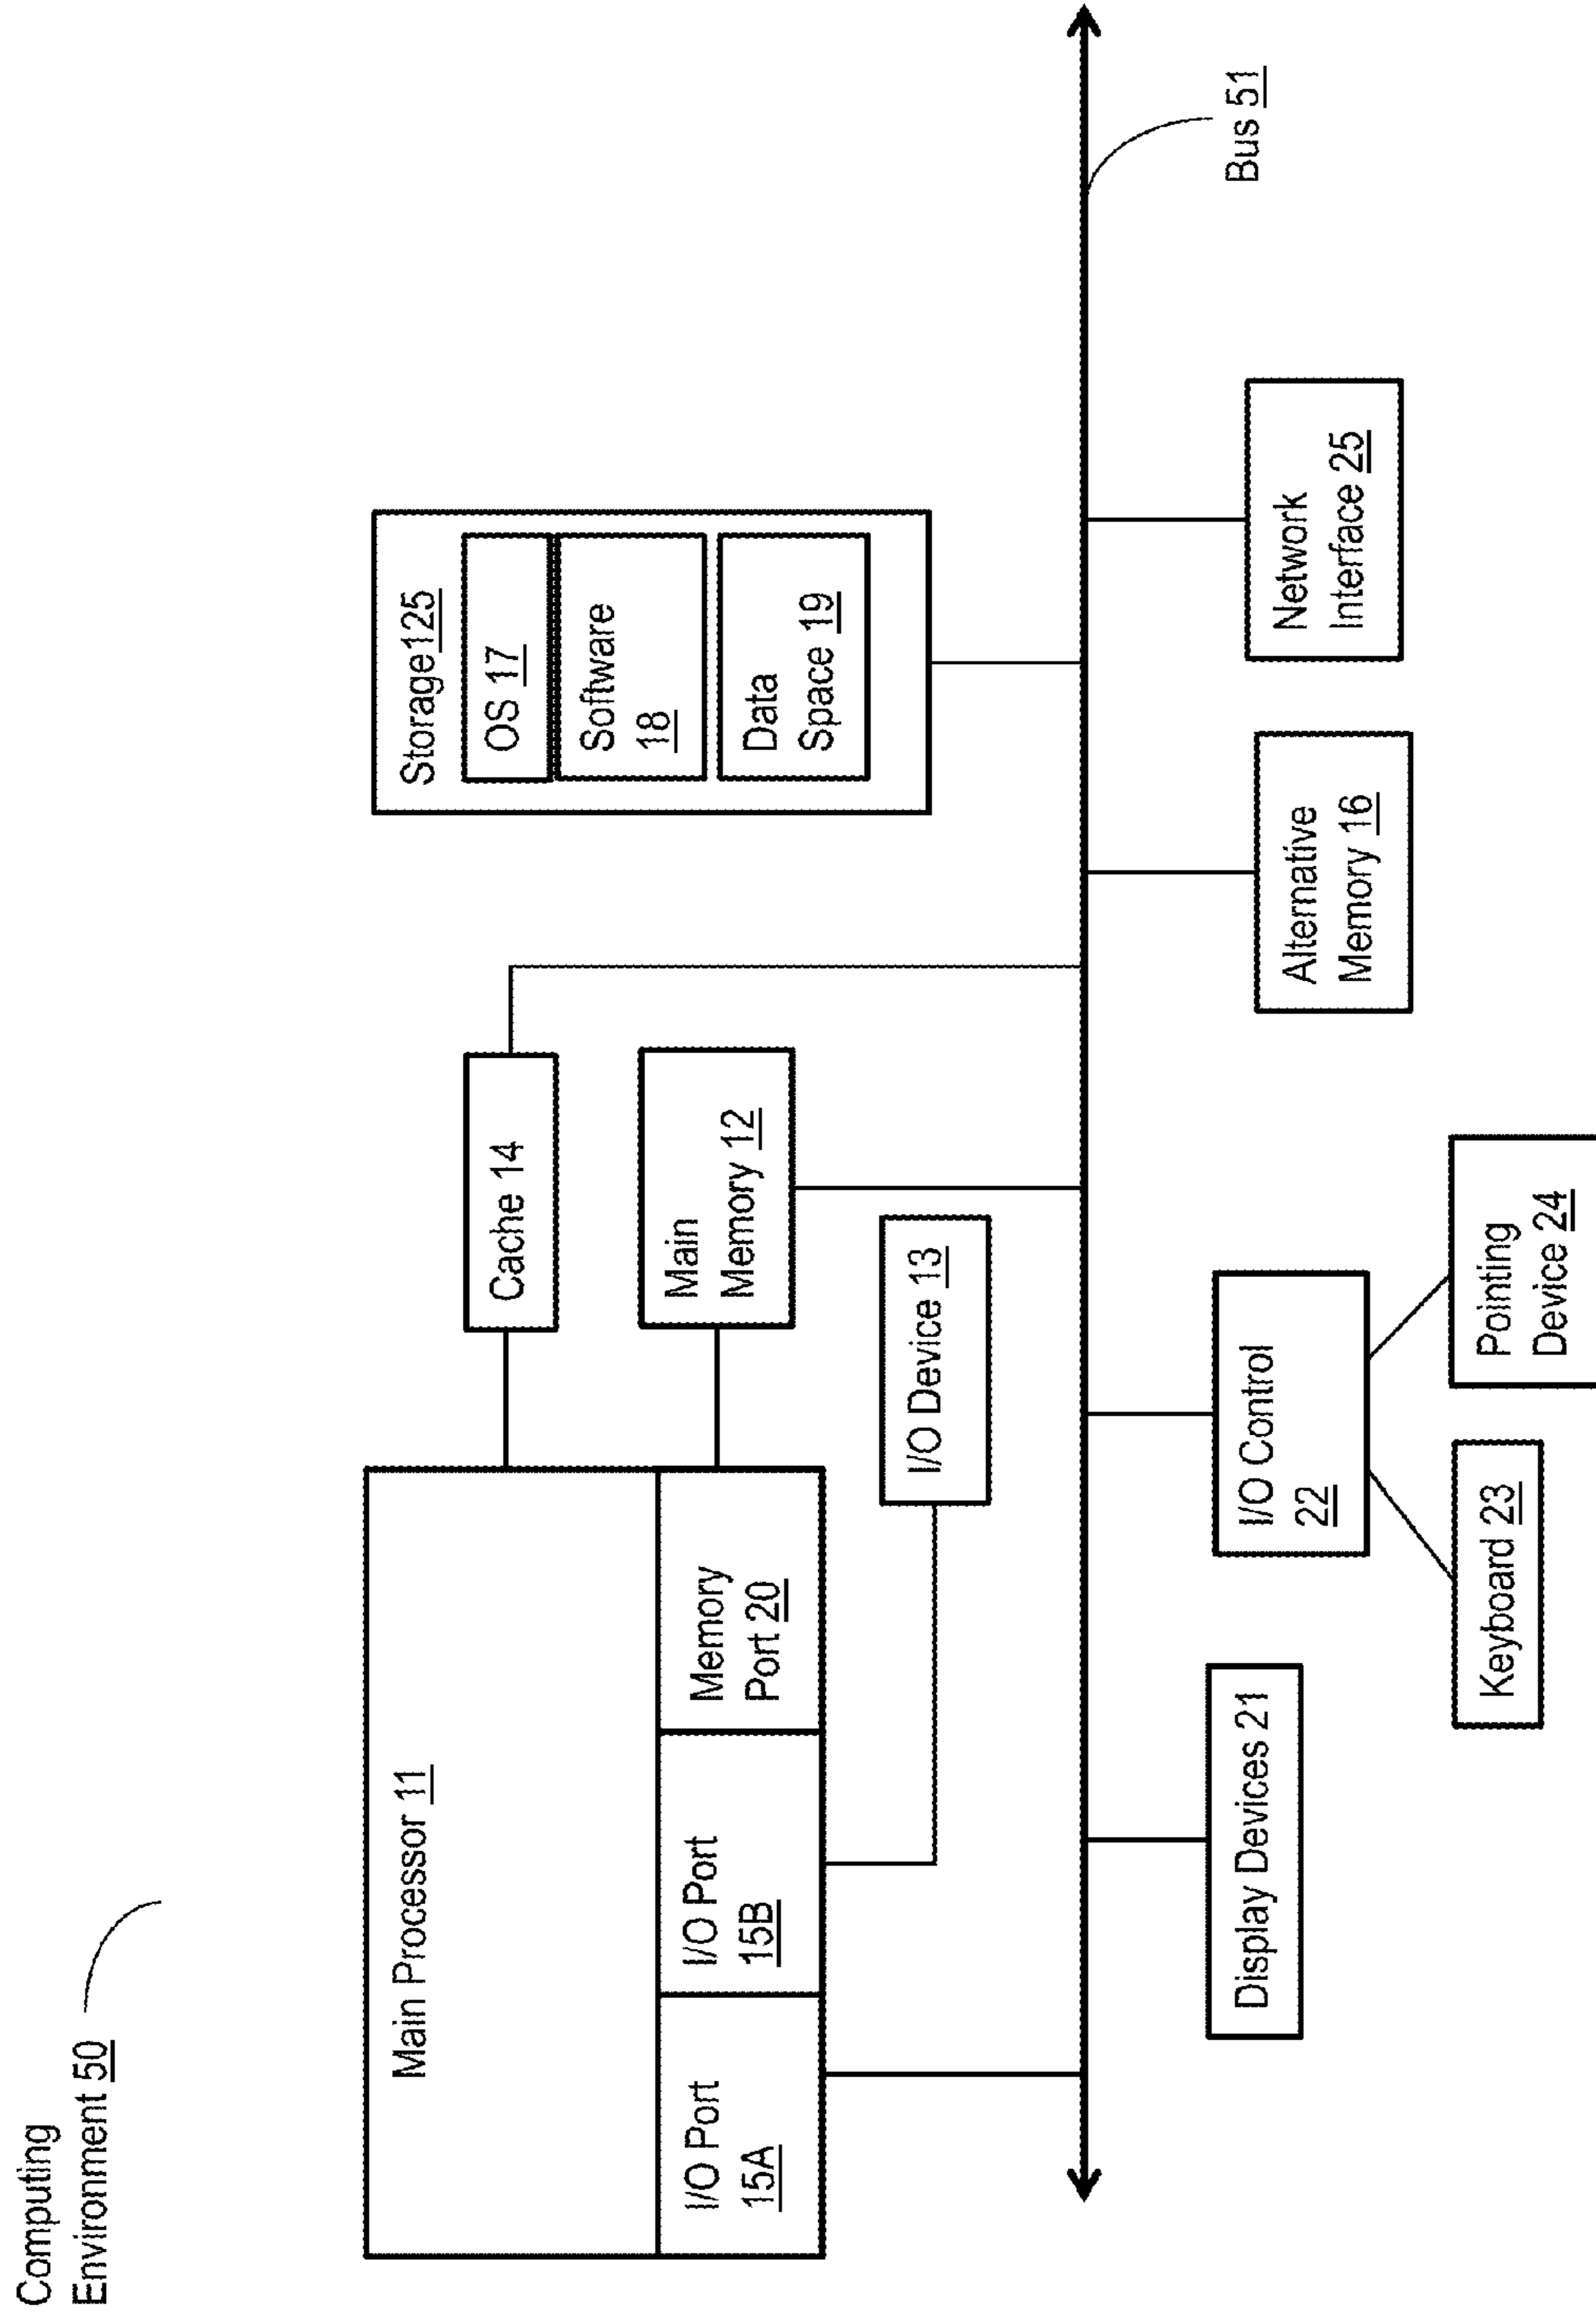 Computing
Environment 50
Main Processor 11
I/O Port
15A
I/O Port
15B
Memory
Port 20
Cache 14
Main
Memory 12
I/O Device 13
Storage125
OS 17
Software
18
Data
Space 19
Bus 51
Display Devices 21
I/O Control
22
Keyboard 23
Pointing
Device 24
Alternative
Memory 16
Network
Interface 25